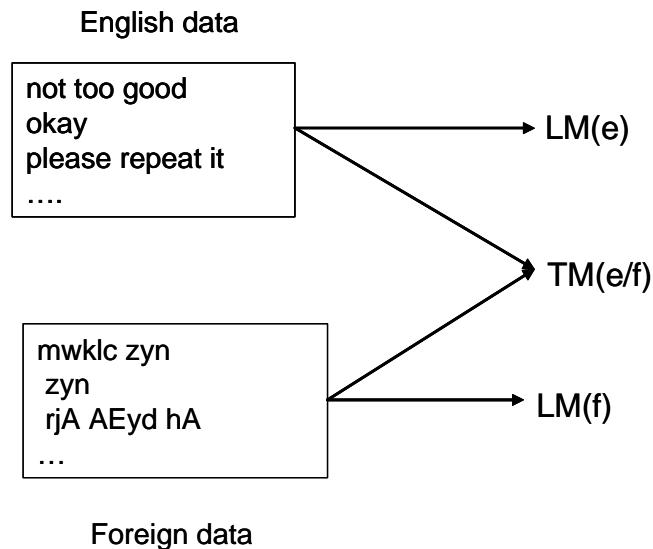 English data
not too good
okay
please repeat it
....
LM(e)
TM(e/f)
mwklc zyn
zyn
rjA AEyd hA
...
LM(f)
Foreign data